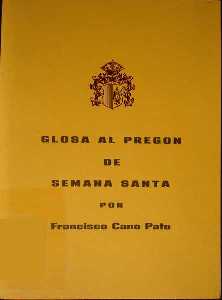 GLOSA AL PREGON
DE
SEMANA SANTA
POR
Francisco Cano Pato